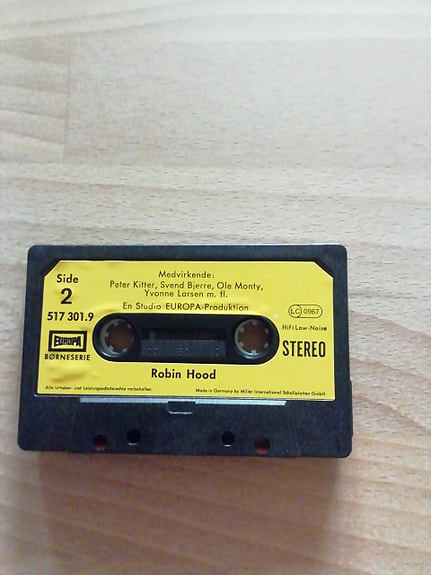 Side
2
517 301.9
EUROPA
BØRNESERIE
Medvirkende:
Peter Kitter, Svend Bjerre, Ole Monty,
Yvonne Larsen m. fl.
En Studio EUROPA-Produktion
LC 0967
HiFi Low-Noise
STEREO
Robin Hood
Alle Urheber- und Leistungsschutzrechte vorbehalten.
Made in Germany by Miller International Schallplatten GmbH